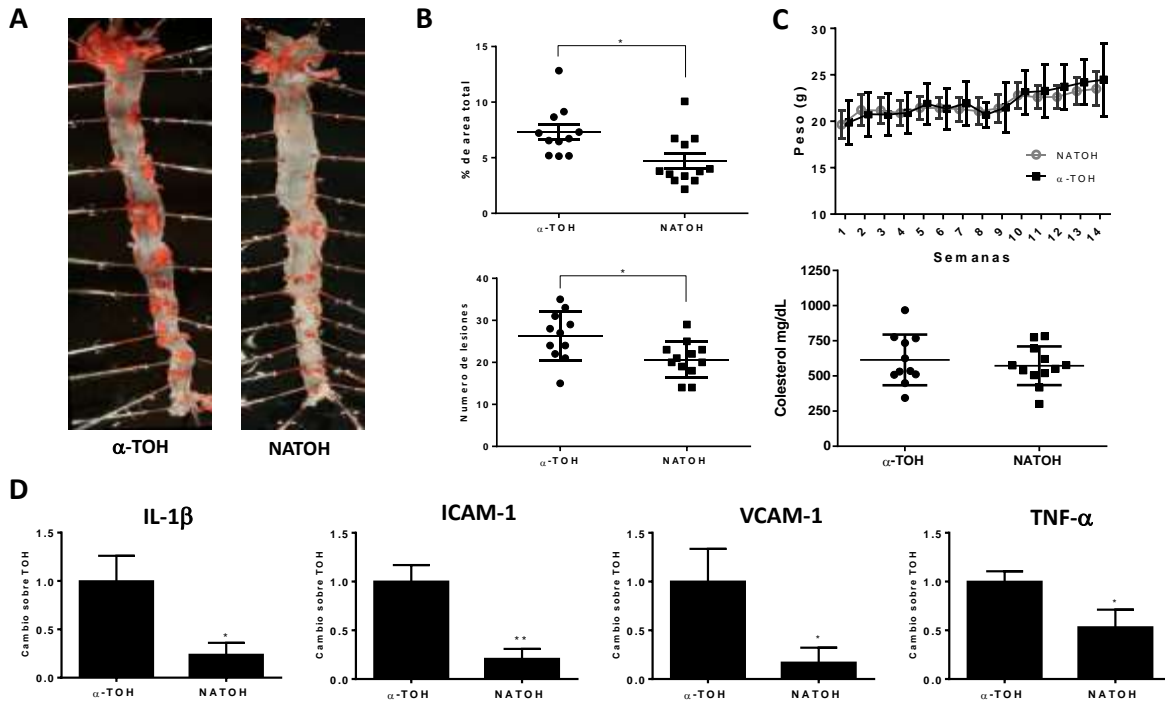 A
α-TOH
NATOH
B
15
10
5
0
% de area total
*
α-TOH
NATOH
40
30
20
10
0
Numero de lesiones
*
α-TOH
NATOH
C
30
25
20
15
10
Peso (g)
NATOH
α-TOH
1 2 3 4 5 6 7 8 9 10 11 12 13 14
Semanas
1250
1000
750
500
250
0
Colesterol mg/dL
α-TOH
NATOH
D
IL-1β
1.5
1.0
0.5
0.0
Cambio sobre TOH
*
α-TOH
NATOH
ICAM-1
1.5
1.0
0.5
0.0
Cambio sobre TOH
**
α-TOH
NATOH
VCAM-1
1.5
1.0
0.5
0.0
Cambio sobre TOH
*
α-TOH
NATOH
TNF-α
1.5
1.0
0.5
0.0
Cambio sobre TOH
*
α-TOH
NATOH